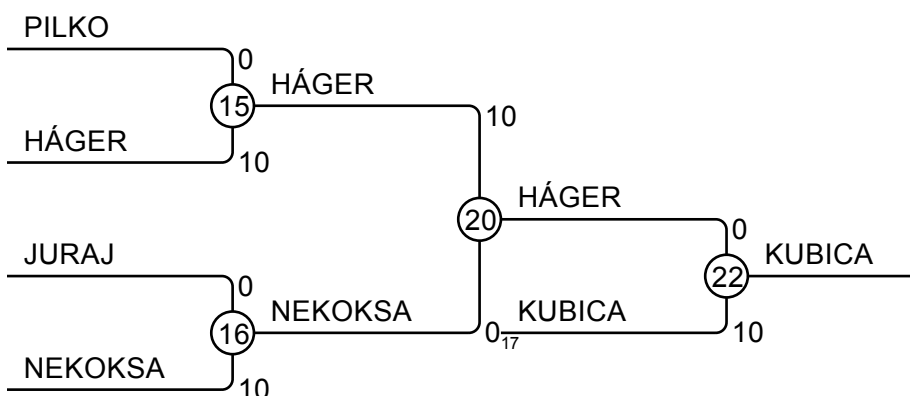 PILKO
0
15
HÁGER
HÁGER
10
10
20
HÁGER
0
JURAJ
0
16
NEKOKSA
0
17
KUBICA
10
22
KUBICA
NEKOKSA
10